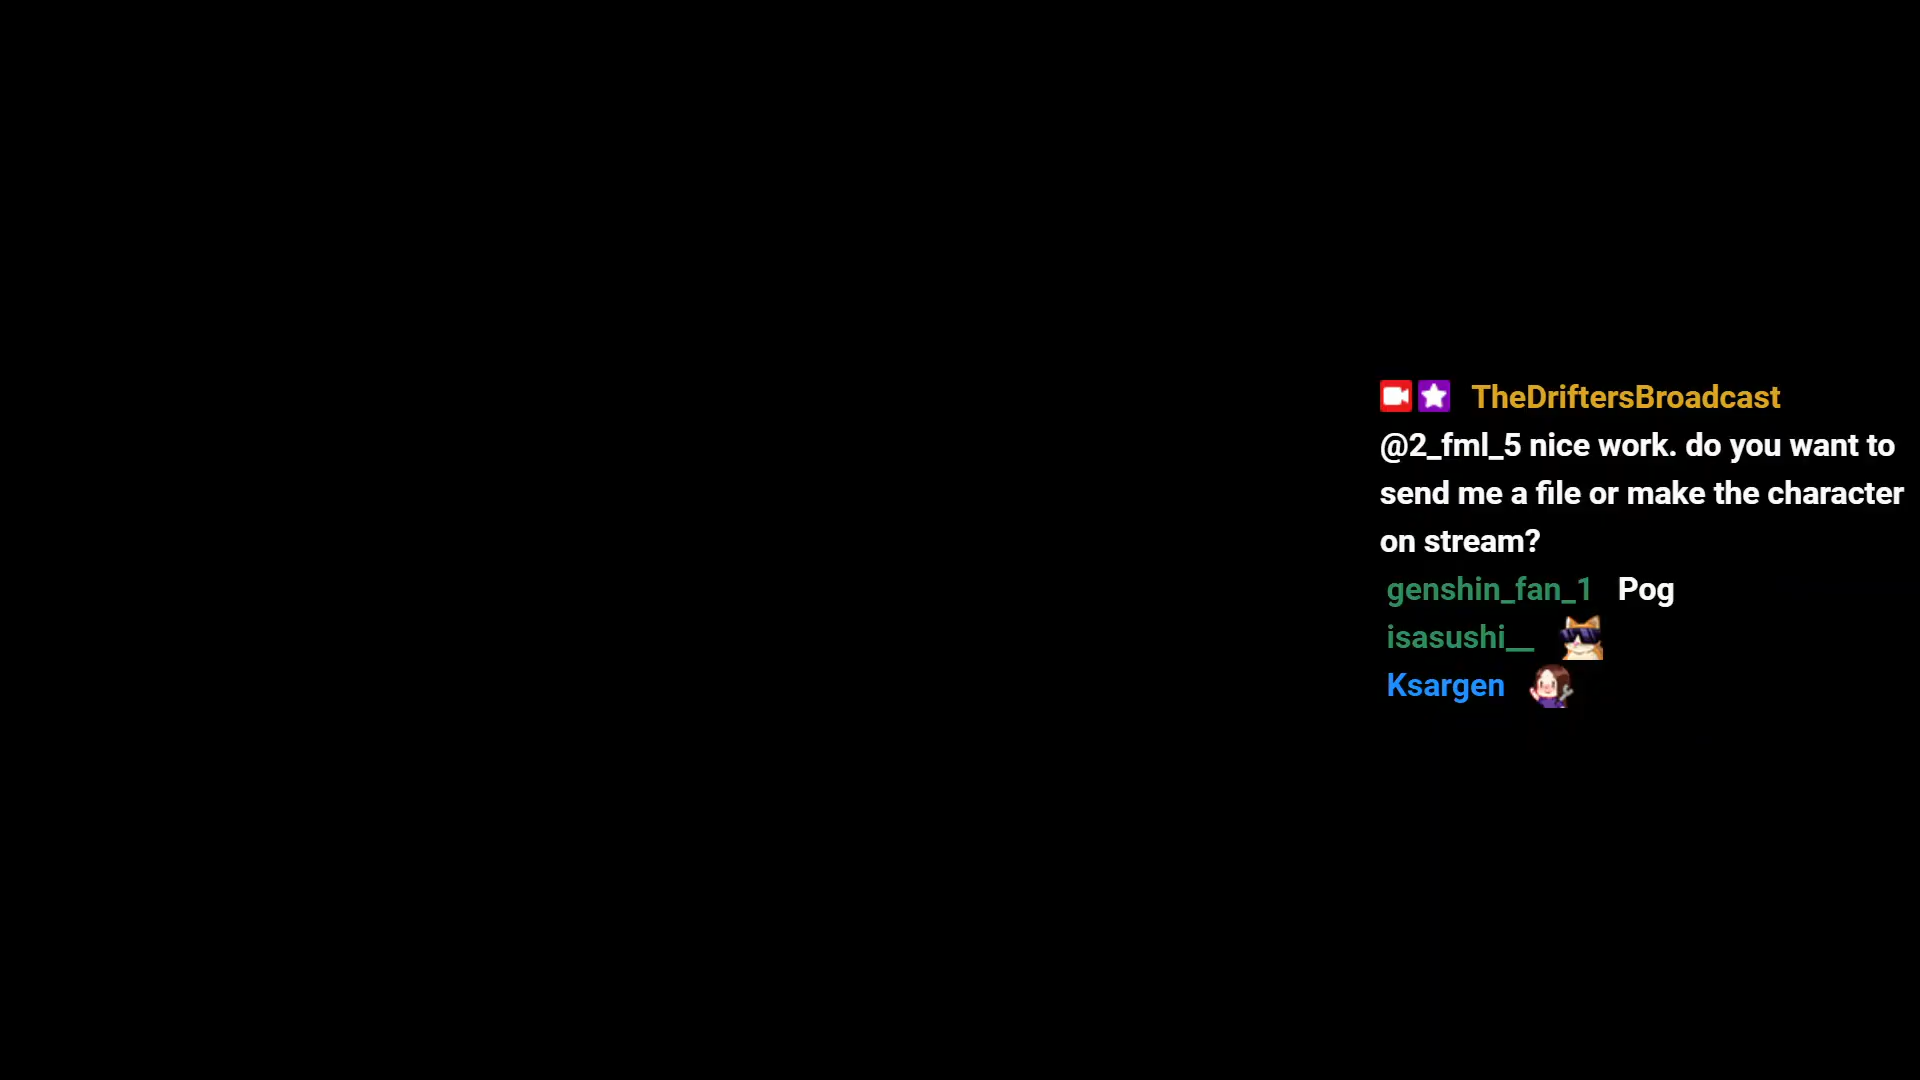 TheDriftersBroadcast
@2_fml_5 nice work. do you want to
send me a file or make the character
on stream?
genshin_fan_1 Pog
isasushi__
Ksargen